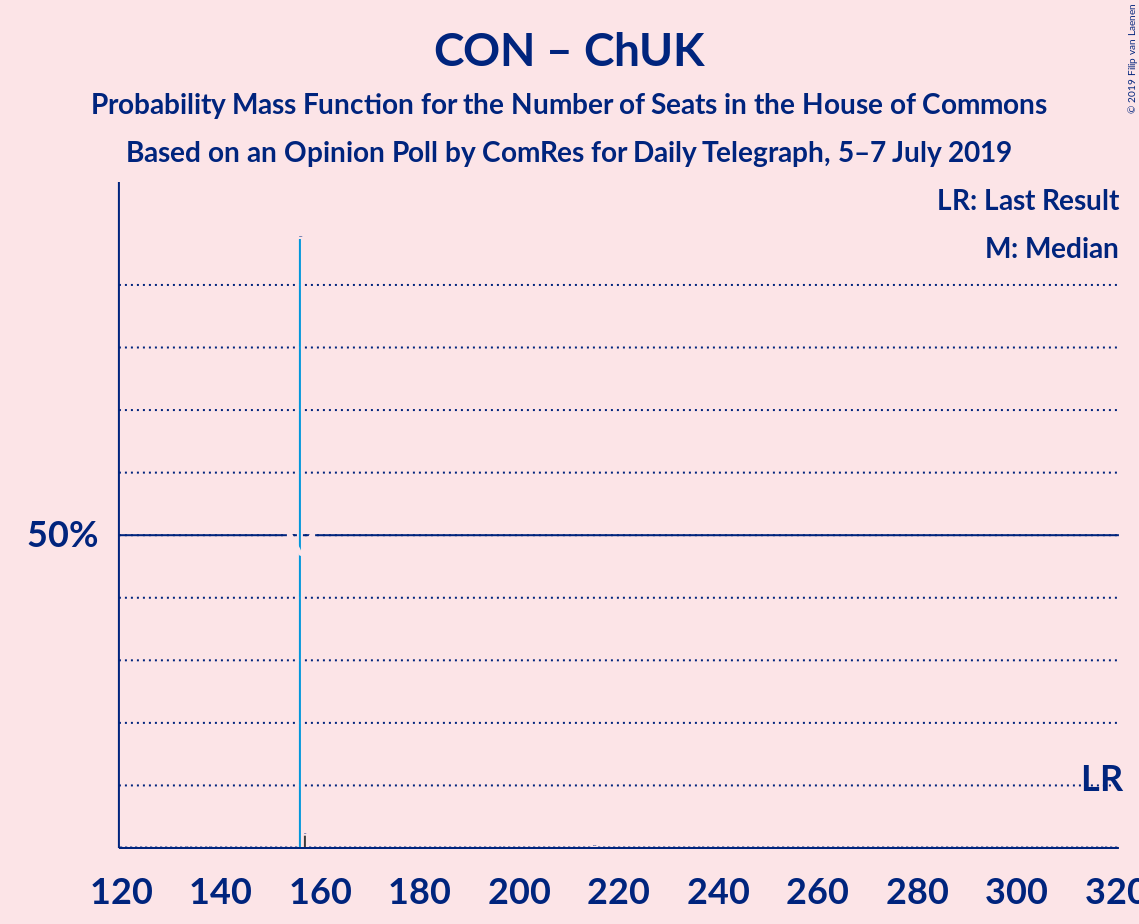 CON – ChUK
Probability Mass Function for the Number of Seats in the House of Commons
Based on an Opinion Poll by ComRes for Daily Telegraph, 5–7 July 2019
© 2019 Filip van Laenen
LR: Last Result
M: Median
50%
LR
120 140 160 180 200 220 240 260 280 300 320